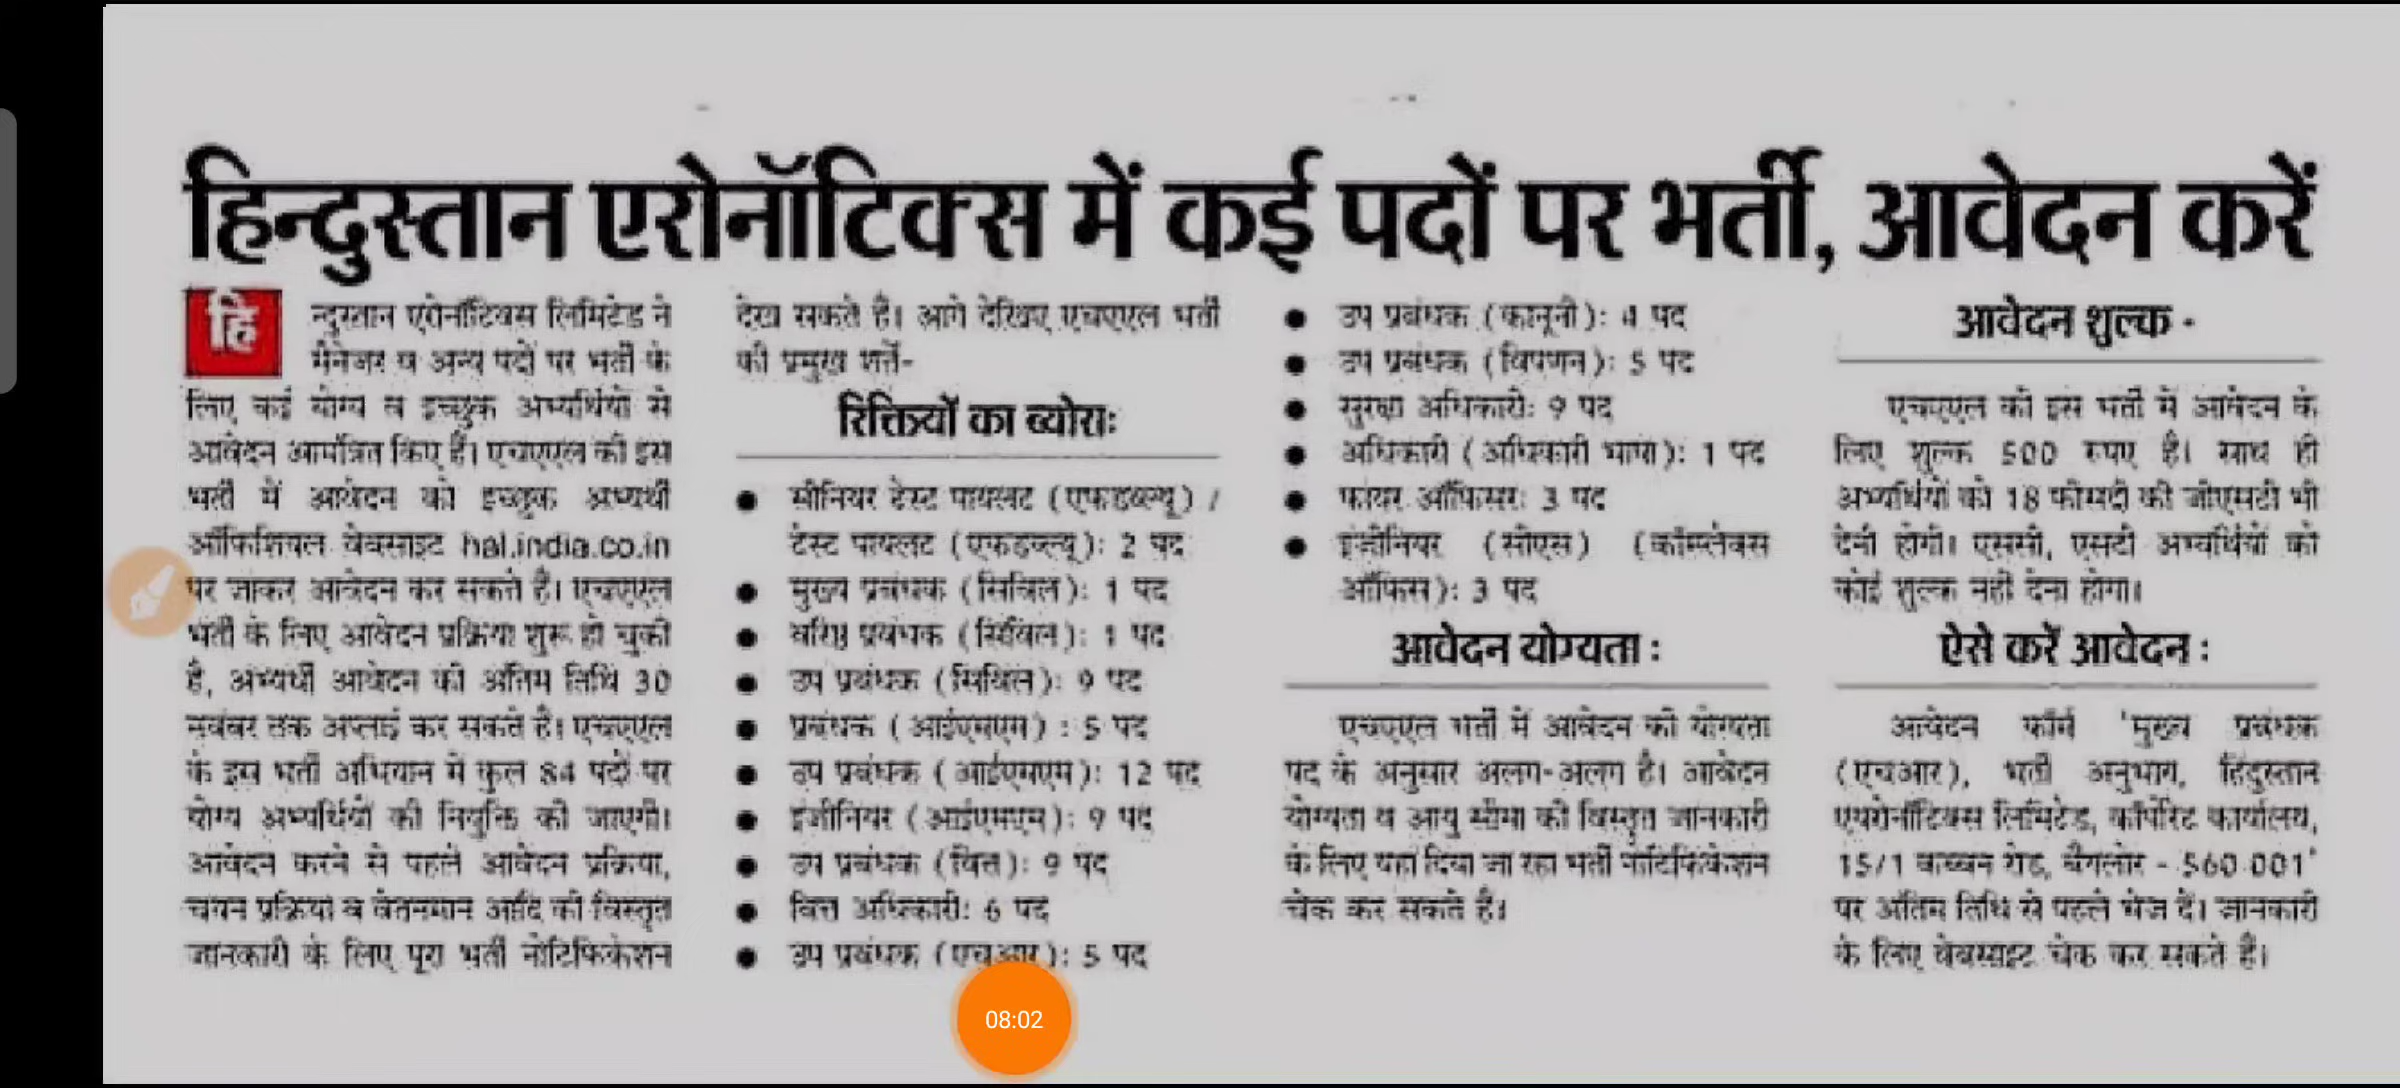 हिन्दुस्तान एरोनॉटिक्स में कई पदों पर भर्ती, आवेदन करें
हिन्दुस्तान एरोनॉटिक्स लिमिटेड ने
मैनेजर व अन्य पदों पर भर्ती के
लिए कई योग्य व इच्छुक अभ्यर्थियों से
आवेदन आमंत्रित किए हैं। एचएएल की इस
भर्ती में आवेदन को इच्छुक अभ्यर्थी
ऑफिशियल वेबसाइट hal.india.co.in
पर जाकर आवेदन कर सकते हैं। एचएएल
भर्ती के लिए आवेदन प्रक्रिया शुरू हो चुकी
है, अभ्यर्थी आवेदन की अंतिम तिथि 30
नवंबर तक अप्लाई कर सकते हैं। एचएएल
के इस भर्ती अभियान में कुल 84 पदों पर
योग्य अभ्यर्थियों की नियुक्ति की जाएगी।
आवेदन करने से पहले आवेदन प्रक्रिया,
चयन प्रक्रिया व वेतनमान आदि की विस्तृत
जानकारी के लिए पूरा भर्ती नोटिफिकेशन
देख सकते हैं। आगे देखिए एचएएल भर्ती
की प्रमुख शर्तें-
रिक्तियों का ब्योराः
● सीनियर टेस्ट पायलट (एफडब्ल्यू) /
टेस्ट पायलट (एफडब्ल्यू): 2 पद
● मुख्य प्रबंधक (सिविल): 1 पद
● वरिष्ठ प्रबंधक (सिविल): 1 पद
● उप प्रबंधक (सिविल): 9 पद
● प्रबंधक (आईएमएम) : 5 पद
● उप प्रबंधक (आईएमएम): 12 पद
● इंजीनियर (आईएमएम): 9 पद
● उप प्रबंधक (वित्त): 9 पद
● वित्त अधिकारी: 6 पद
● उप प्रबंधक (एचआर): 5 पद
● उप प्रबंधक (कानूनी): 4 पद
● उप प्रबंधक (विपणन): 5 पद
● सुरक्षा अधिकारी: 9 पद
● अधिकारी (अधिकारी भाषा): 1 पद
● फायर ऑफिसर: 3 पद
● इंजीनियर (सीएस) (कॉम्प्लेक्स
ऑफिस): 3 पद
आवेदन योग्यता :
एचएएल भर्ती में आवेदन की योग्यता
पद के अनुसार अलग-अलग है। आवेदन
योग्यता व आयु सीमा की विस्तृत जानकारी
के लिए यहां दिया जा रहा भर्ती नोटिफिकेशन
चेक कर सकते हैं।
आवेदन शुल्क -
एचएएल की इस भर्ती में आवेदन के
लिए शुल्क 500 रुपए है। साथ ही
अभ्यर्थियों को 18 फीसदी की जीएसटी भी
देनी होगी। एससी, एसटी अभ्यर्थियों को
कोई शुल्क नहीं देना होगा।
ऐसे करें आवेदन :
आवेदन फॉर्म 'मुख्य प्रबंधक
(एचआर), भर्ती अनुभाग, हिंदुस्तान
एयरोनॉटिक्स लिमिटेड, कॉर्पोरेट कार्यालय,
15/1 कब्बन रोड, बैंगलोर - 560 001'
पर अंतिम तिथि से पहले भेज दें। जानकारी
के लिए वेबसाइट चेक कर सकते हैं।
08:02